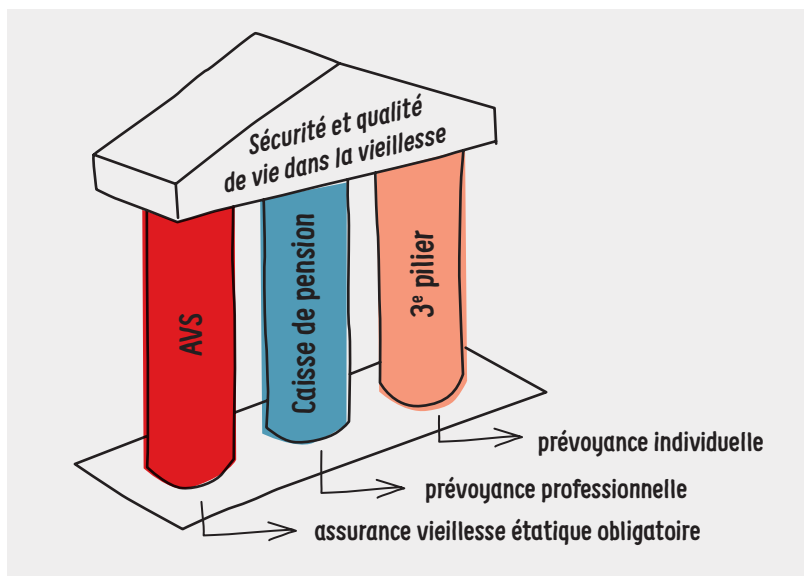 Sécurité et qualité
de vie dans la vieillesse
AVS
Caisse de pension
3e pilier
prévoyance individuelle
prévoyance professionnelle
assurance vieillesse étatique obligatoire